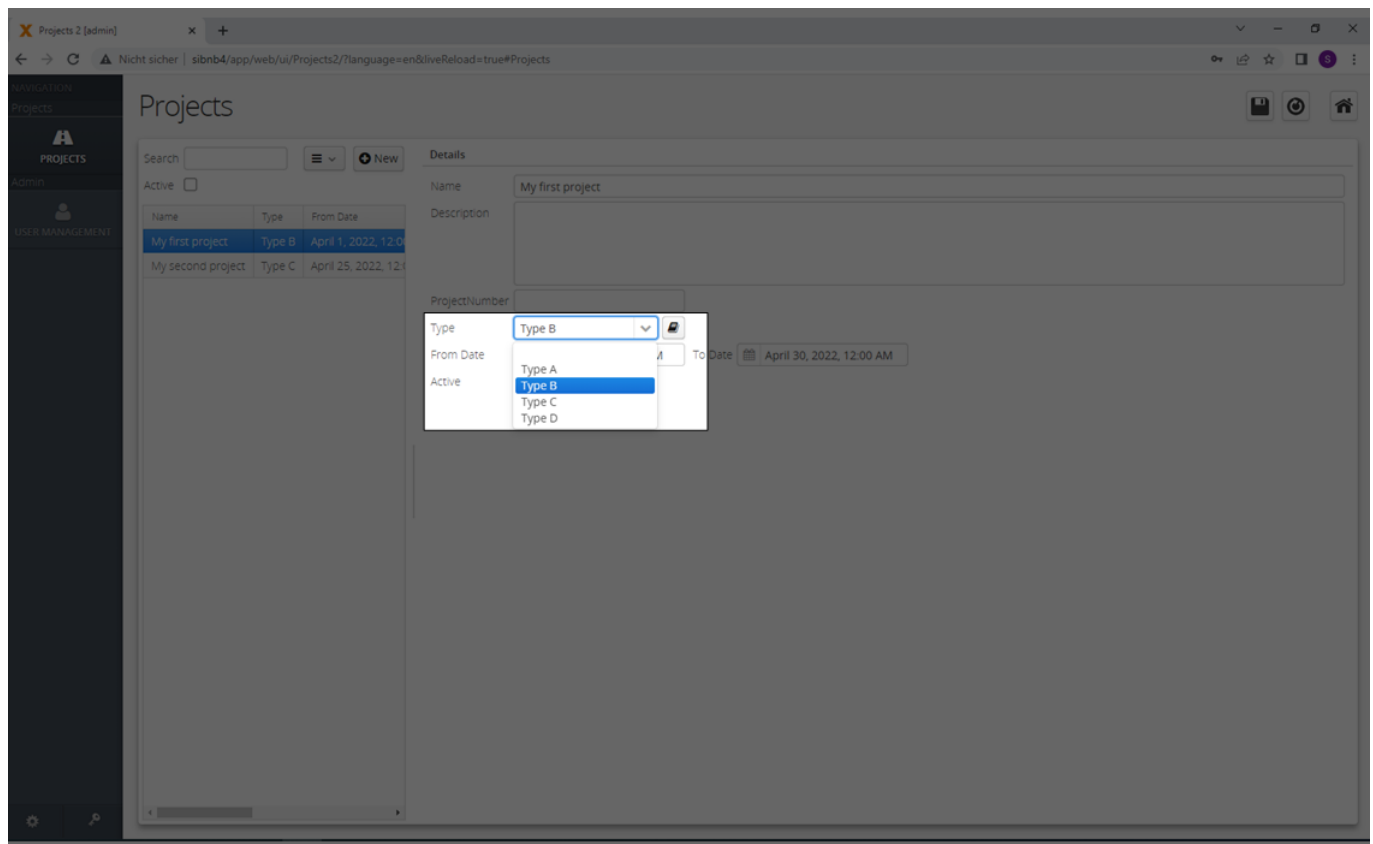 Projects 2 [admin]
Nicht sicher | sibnb4/app/web/ui/Projects2/?language=en&liveReload=true#Projects
S
NAVIGATION
Projects
PROJECTS
Admin
USER MANAGEMENT
Projects
Search
New
Active
Name Type From Date
My first project Type B April 1, 2022, 12:00
My second project Type C April 25, 2022, 12:
Details
Name My first project
Description
ProjectNumber
Type Type B
From Date M To Date April 30, 2022, 12:00 AM
Active
Type A
Type B
Type C
Type D